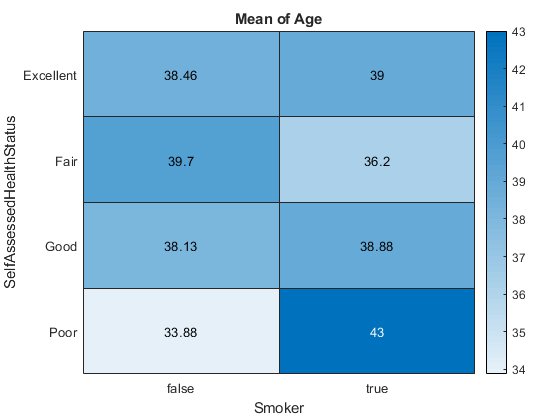 Mean of Age
Excellent 38.46 39
Fair 39.7 36.2
Good 38.13 38.88
Poor 33.88 43
false true
Smoker
SelfAssessedHealthStatus
43
42
41
40
39
38
37
36
35
34